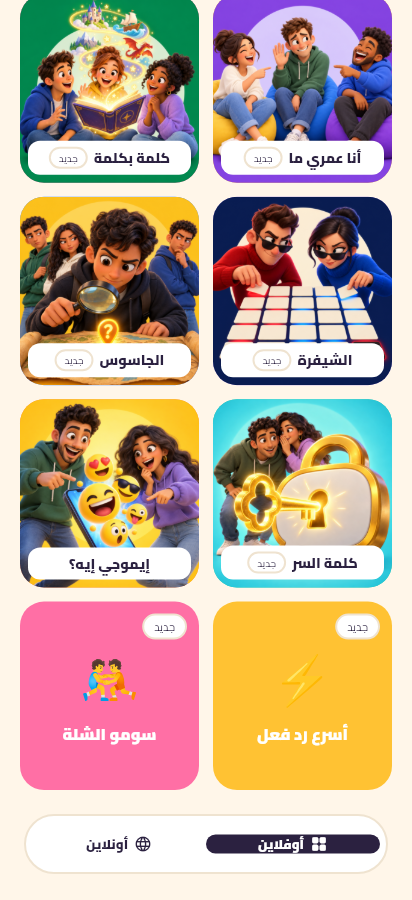 أنا عمري ما جديد
كلمة بكلمة جديد
الشيفرة جديد
الجاسوس جديد
كلمة السر جديد
إيموجي إيه؟
جديد
أسرع رد فعل
جديد
سومو الشلة
أوفلاين
أونلاين